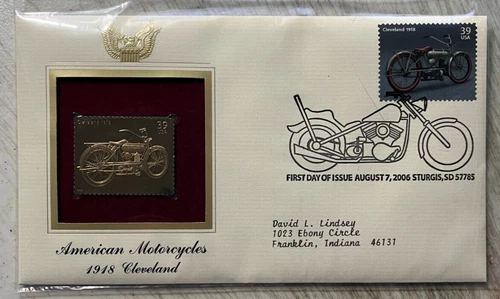 Cleveland 1918
39
USA
Cleveland 1918
39
USA
FIRST DAY OF ISSUE AUGUST 7, 2006 STURGIS, SD 57785
David L. Lindsey
1023 Ebony Circle
Franklin, Indiana 46131
American Motorcycles
1918 Cleveland